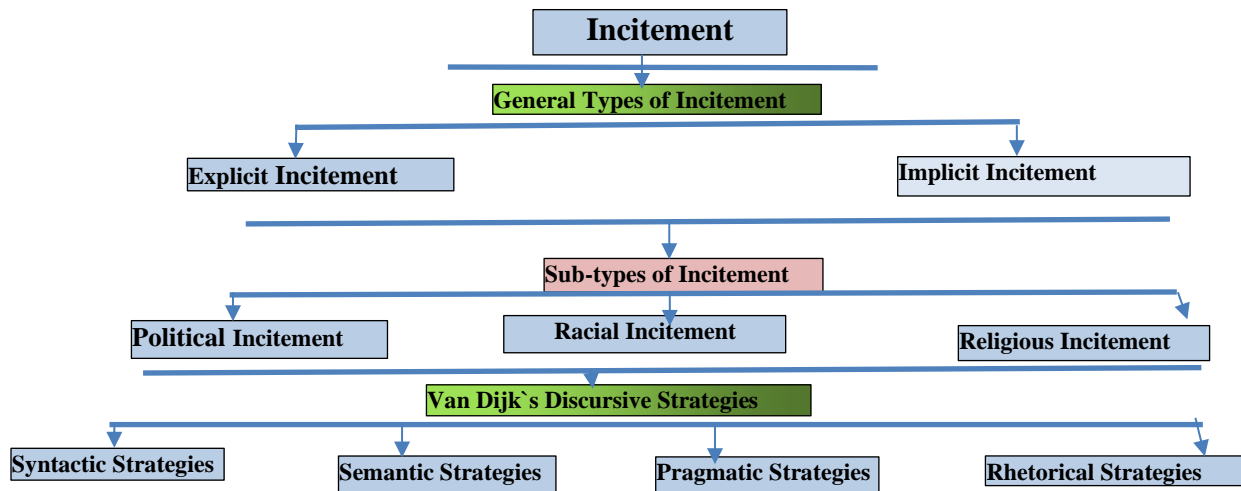 Incitement
General Types of Incitement
Explicit Incitement
Implicit Incitement
Sub-types of Incitement
Political Incitement
Racial Incitement
Religious Incitement
Van Dijk`s Discursive Strategies
Syntactic Strategies
Semantic Strategies
Pragmatic Strategies
Rhetorical Strategies